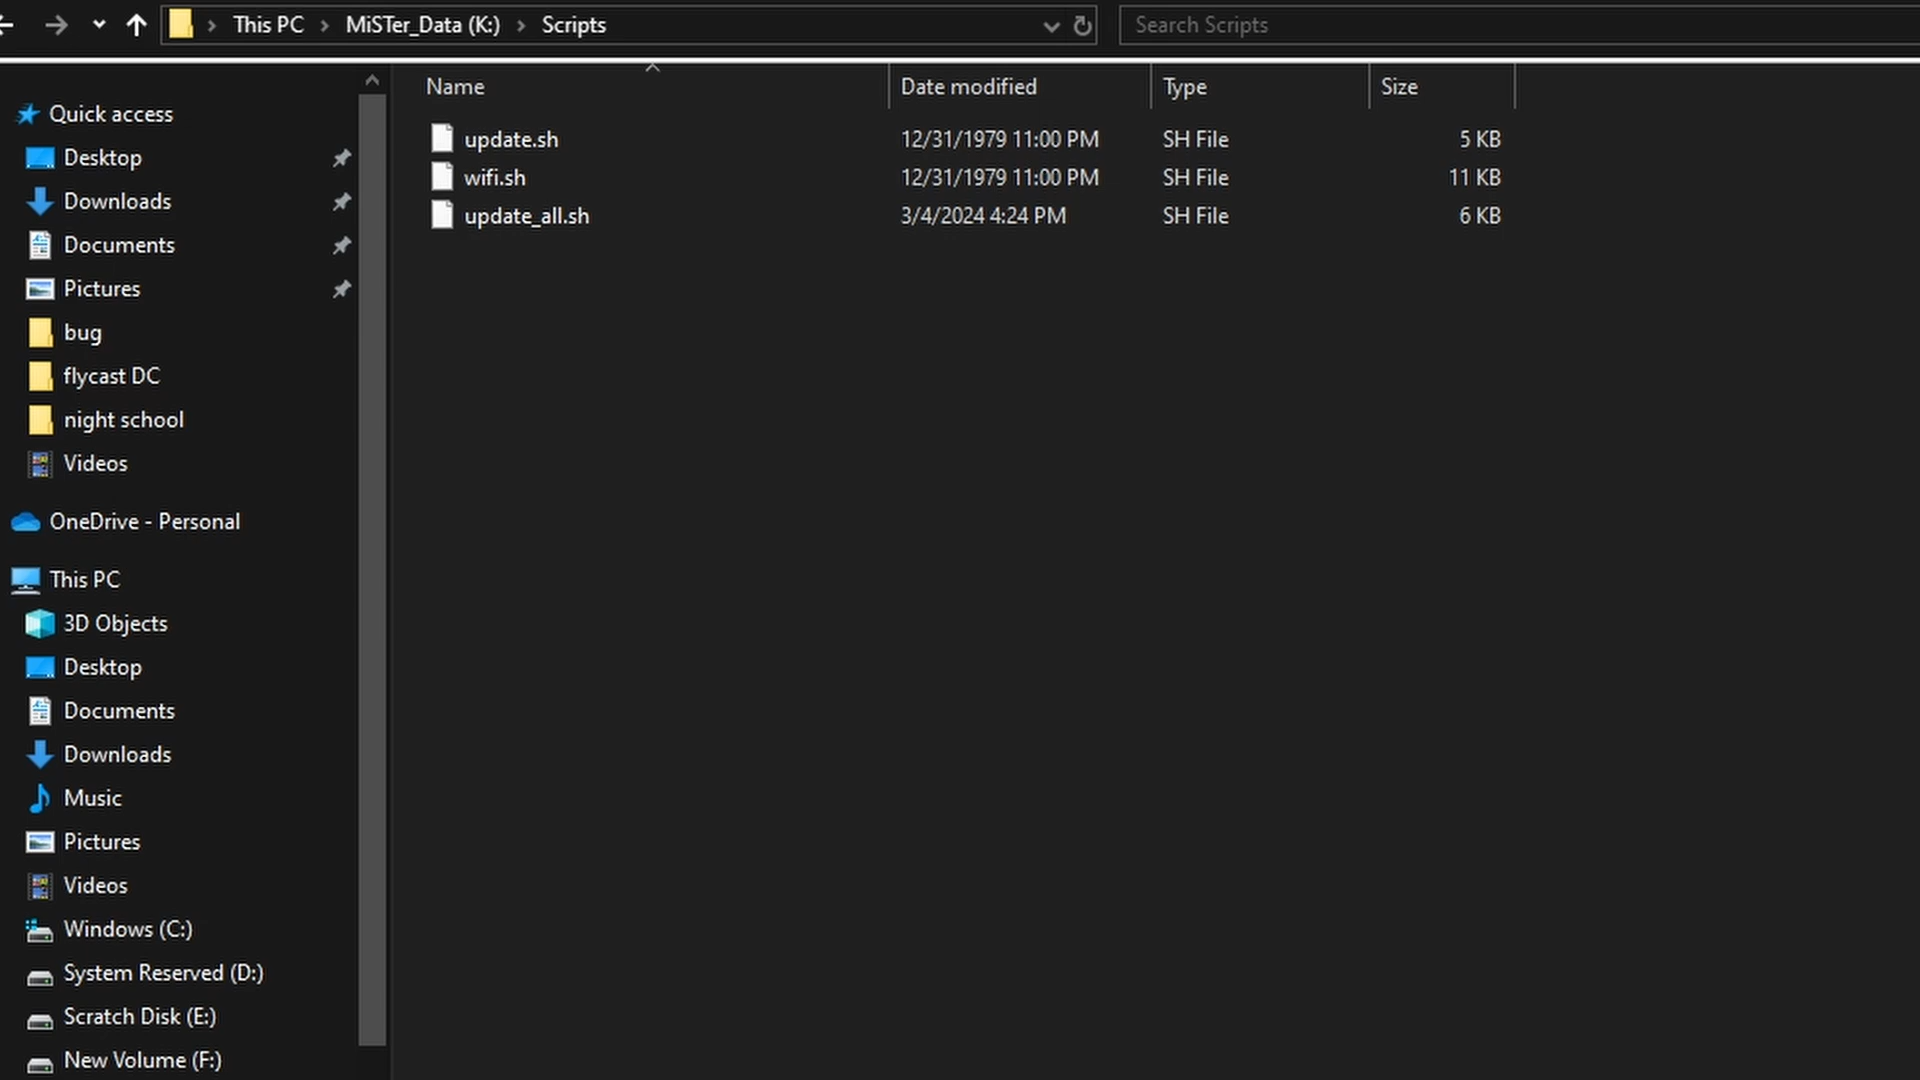 This PC > MiSTer_Data (K:) > Scripts
Search Scripts
Name Date modified Type Size
update.sh 12/31/1979 11:00 PM SH File 5 KB
wifi.sh 12/31/1979 11:00 PM SH File 11 KB
update_all.sh 3/4/2024 4:24 PM SH File 6 KB
Quick access
Desktop
Downloads
Documents
Pictures
bug
flycast DC
night school
Videos
OneDrive - Personal
This PC
3D Objects
Desktop
Documents
Downloads
Music
Pictures
Videos
Windows (C:)
System Reserved (D:)
Scratch Disk (E:)
New Volume (F:)